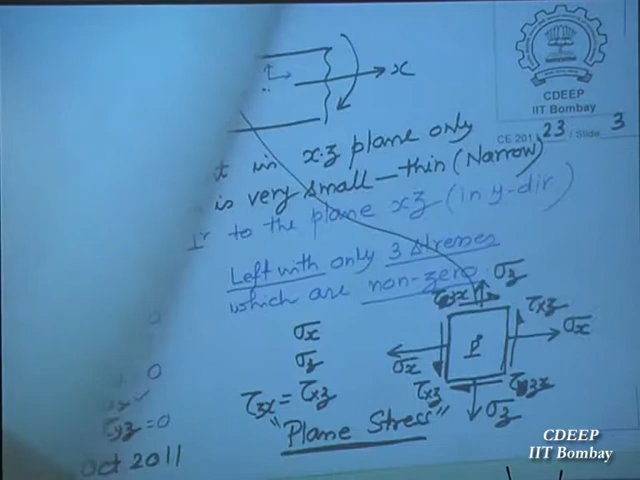 CDEEP
IIT Bombay
CE 201 23 / Slide 3
x
in x-z plane only
is very small - thin (Narrow)
⊥r to the plane xz (in y-dir)
Left with only 3 stresses
which are non-zero.
σz
τzx
τxz
σx
σx
P
σx
σz
τxz
τzx
σz
τzx = τxz
"Plane Stress"
0
0
τyz = 0
Oct 2011
CDEEP
IIT Bombay